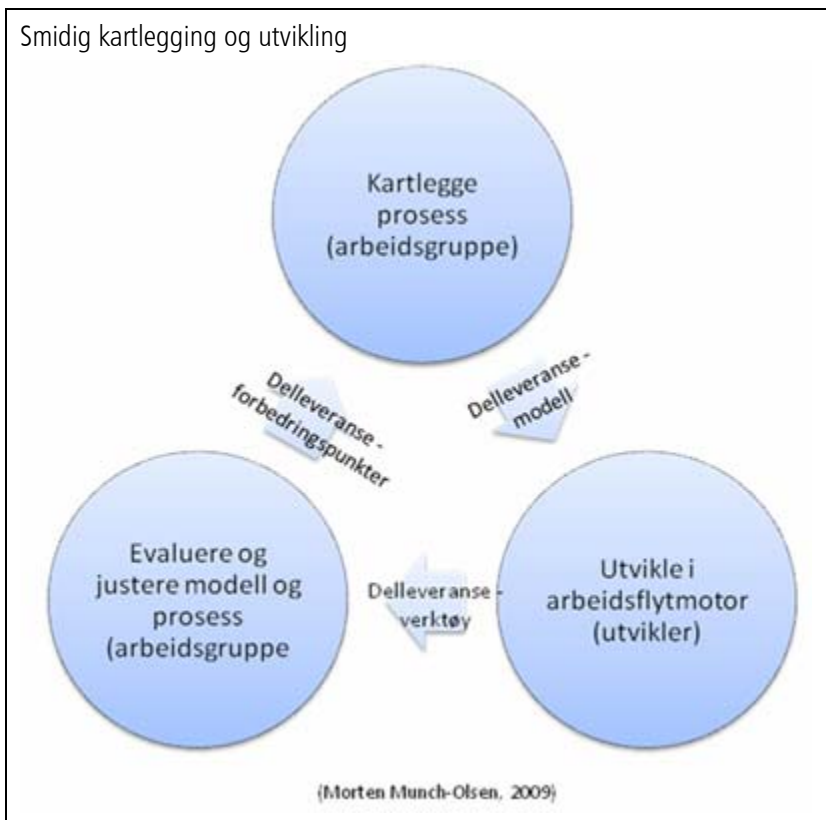 Smidig kartlegging og utvikling
Kartlegge
prosess
(arbeidsgruppe)
Delleveranse -
modell
Utvikle i
arbeidsflytmotor
(utvikler)
Delleveranse -
verktøy
Evaluere og
justere modell og
prosess
(arbeidsgruppe
Delleveranse -
forbedringspunkter
(Morten Munch-Olsen, 2009)